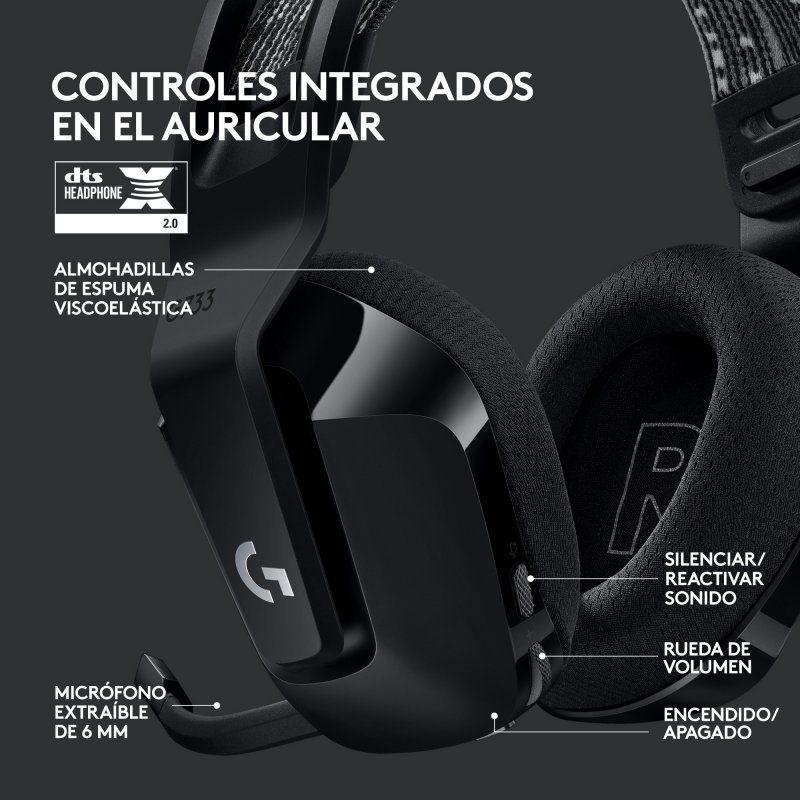 CONTROLES INTEGRADOS
EN EL AURICULAR
dts
HEADPHONE X
2.0
ALMOHADILLAS
DE ESPUMA
VISCOELÁSTICA
G733
R
SILENCIAR/
REACTIVAR
SONIDO
RUEDA DE
VOLUMEN
MICRÓFONO
EXTRAÍBLE
DE 6 MM
ENCENDIDO/
APAGADO